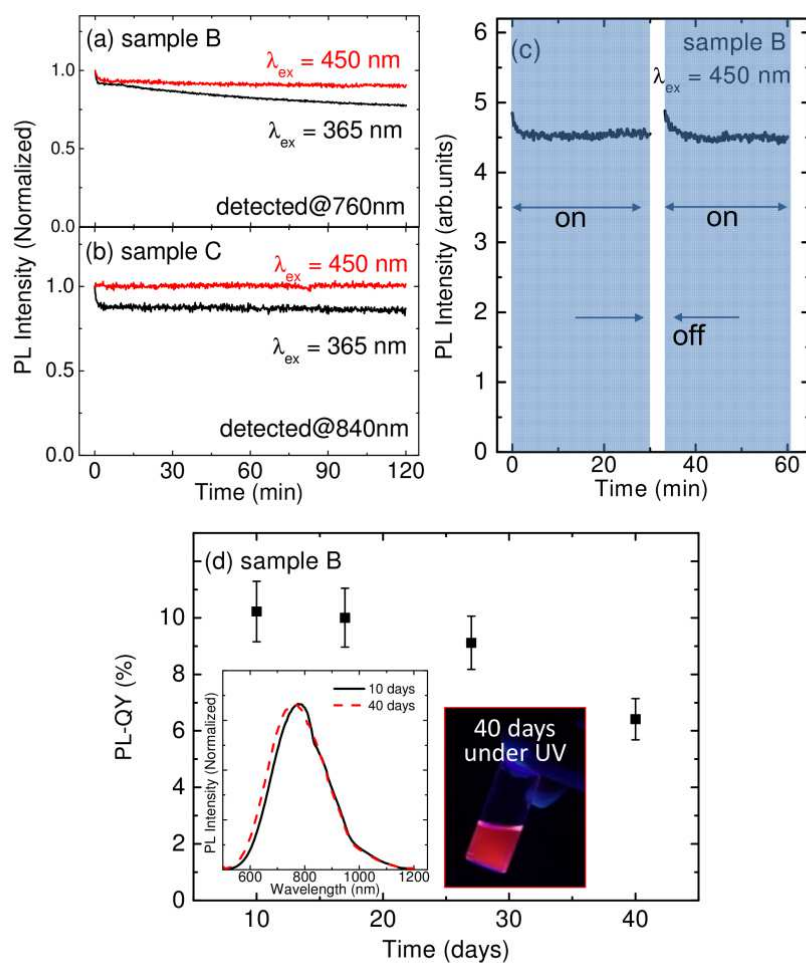 (a) sample B
λex = 450 nm
λex = 365 nm
detected@760nm
1.0
0.5
0.0
(b) sample C
λex = 450 nm
λex = 365 nm
detected@840nm
1.0
0.5
0.0
0 30 60 90 120
Time (min)
PL Intensity (Normalized)
(c) sample B
λex = 450 nm
on
on
off
6
5
4
3
2
1
0
0 20 40 60
Time (min)
PL Intensity (arb.units)
(d) sample B
10
8
6
4
2
0
PL-QY (%)
10 days
40 days
PL Intensity (Normalized)
600 800 1000 1200
Wavelength (nm)
40 days
under UV
10 20 30 40
Time (days)